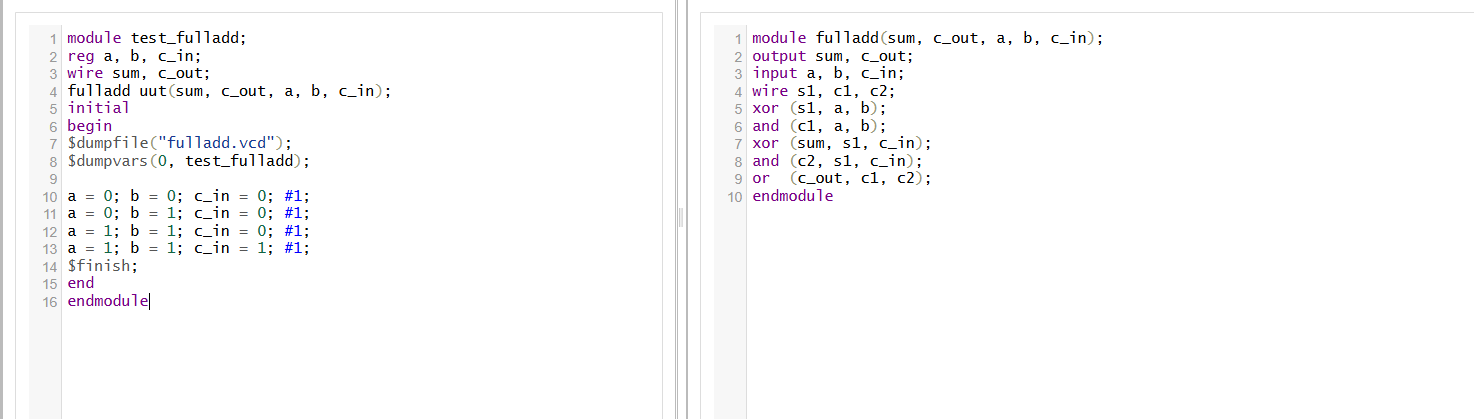 1 module test_fulladd;
2 reg a, b, c_in;
3 wire sum, c_out;
4 fulladd uut(sum, c_out, a, b, c_in);
5 initial
6 begin
7 $dumpfile("fulladd.vcd");
8 $dumpvars(0, test_fulladd);
9
10 a = 0; b = 0; c_in = 0; #1;
11 a = 0; b = 1; c_in = 0; #1;
12 a = 1; b = 1; c_in = 0; #1;
13 a = 1; b = 1; c_in = 1; #1;
14 $finish;
15 end
16 endmodule
1 module fulladd(sum, c_out, a, b, c_in);
2 output sum, c_out;
3 input a, b, c_in;
4 wire s1, c1, c2;
5 xor (s1, a, b);
6 and (c1, a, b);
7 xor (sum, s1, c_in);
8 and (c2, s1, c_in);
9 or  (c_out, c1, c2);
10 endmodule